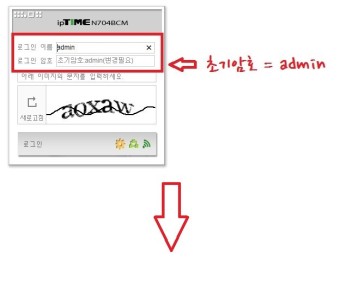 ipTIME N704BCM
로그인 이름 admin
로그인 암호 초기암호:admin(변경필요)
초기암호 = admin
아래 이미지의 문자를 입력하세요
aoxaw
새로고침
로그인